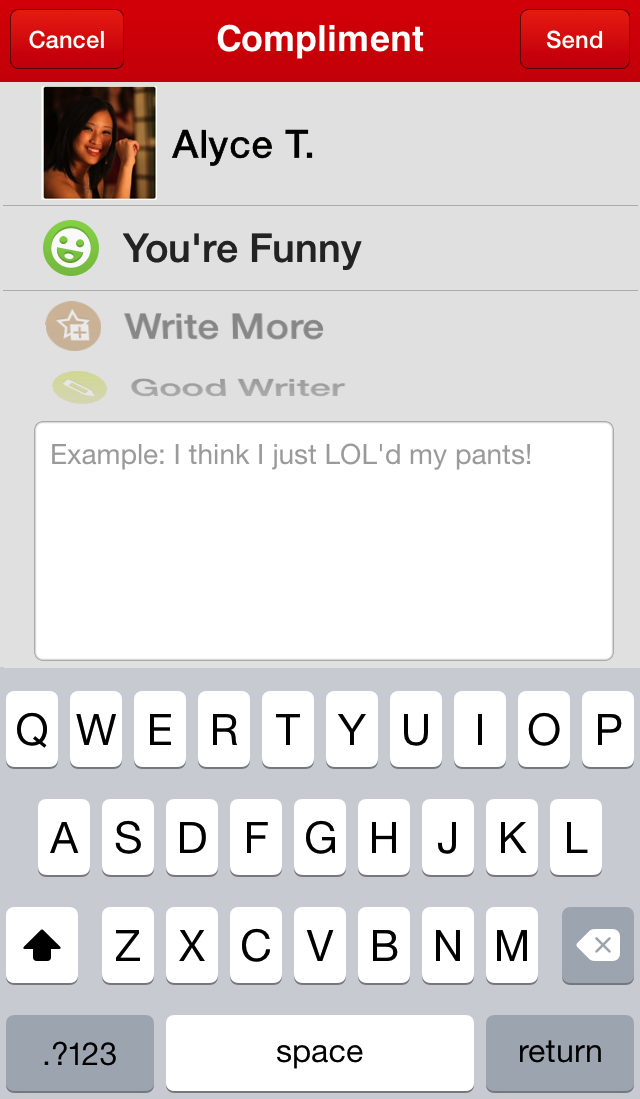 Cancel Compliment Send
Alyce T.
You're Funny
Write More
Good Writer
Example: I think I just LOL'd my pants!
Q W E R T Y U I O P
A S D F G H J K L
Z X C V B N M
.?123 space return